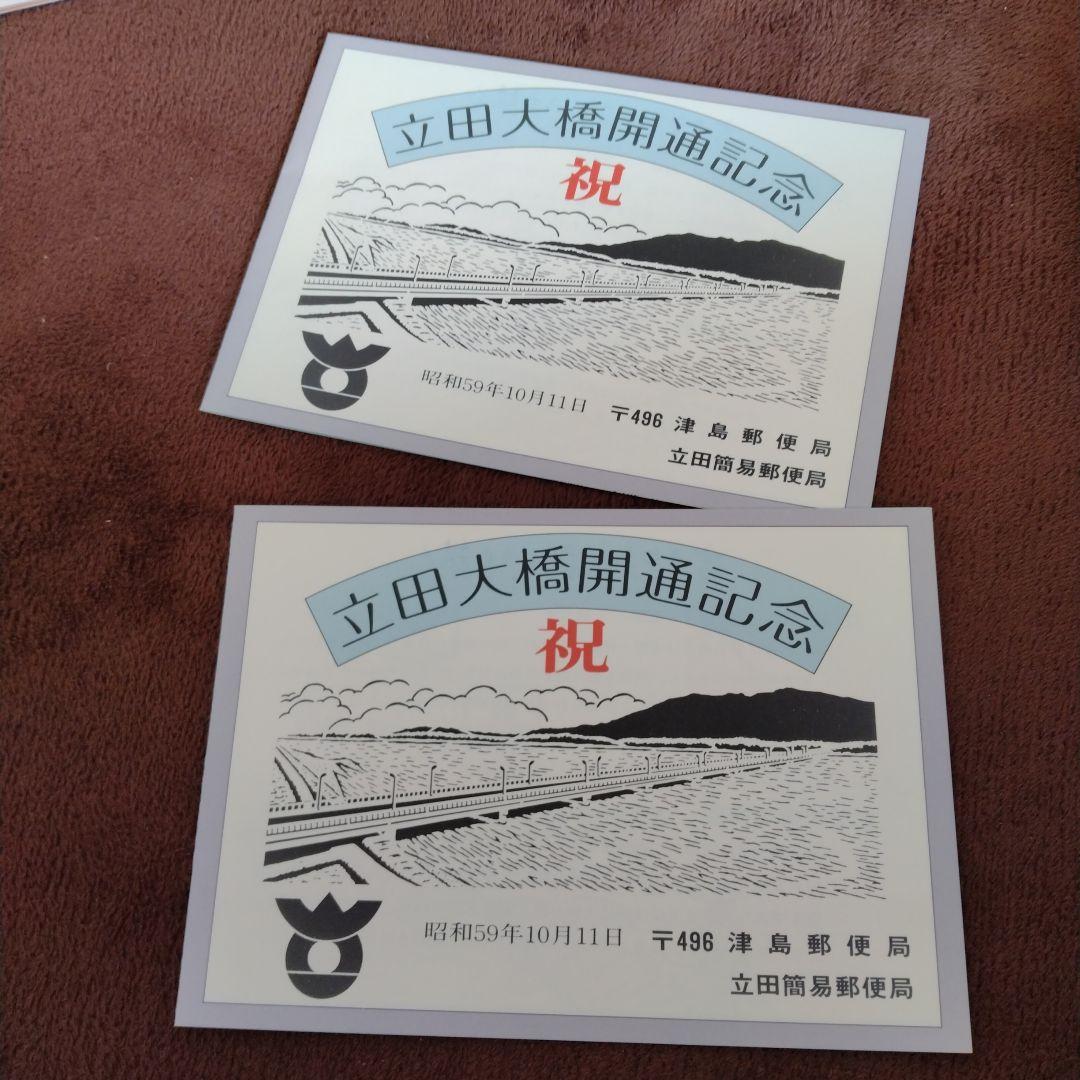 立田大橋開通記念
祝
昭和59年10月11日
〒496 津島郵便局
立田簡易郵便局
立田大橋開通記念
祝
昭和59年10月11日
〒496 津島郵便局
立田簡易郵便局